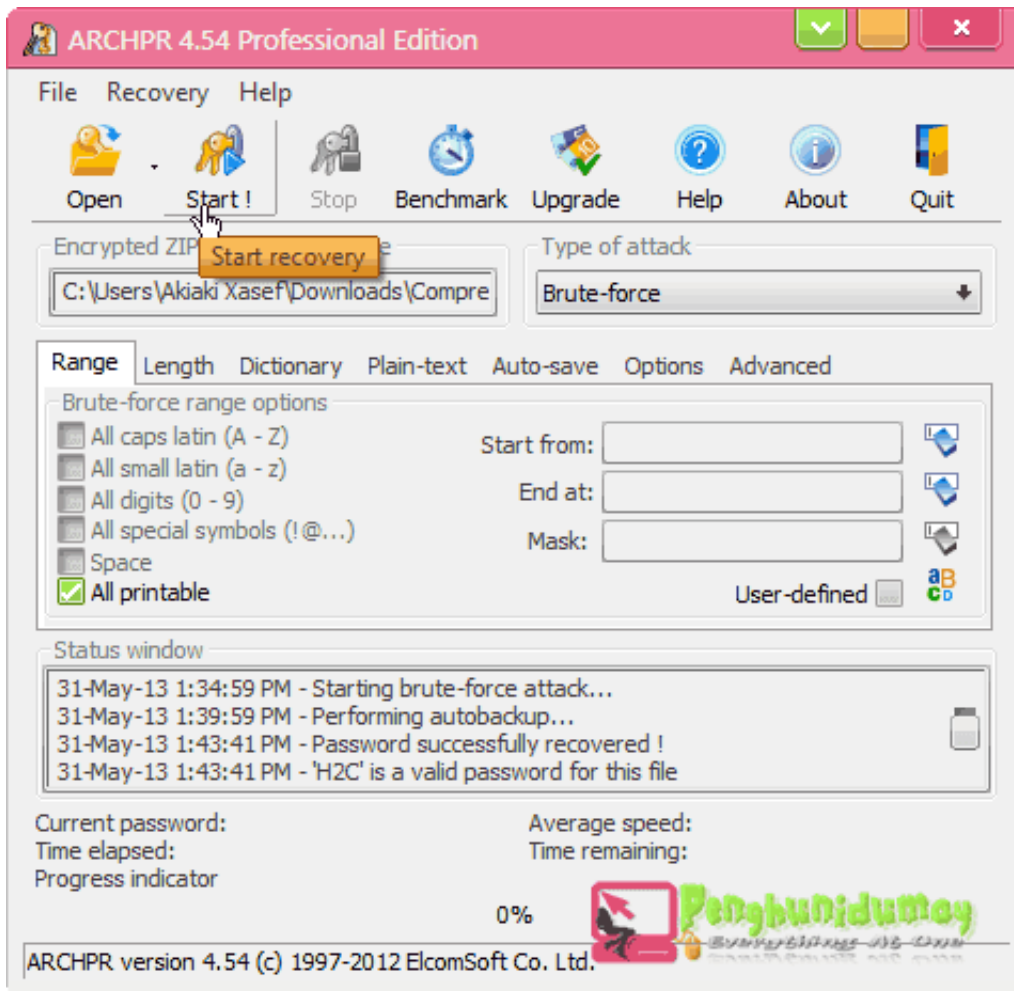 ARCHPR 4.54 Professional Edition
File Recovery Help
Open Start ! Stop Benchmark Upgrade Help About Quit
Encrypted ZIP e Type of attack
Start recovery
C:\Users\Akiaki Xasef\Downloads\Compre Brute-force
Range Length Dictionary Plain-text Auto-save Options Advanced
Brute-force range options
All caps latin (A - Z)
Start from:
All small latin (a - z)
End at:
All digits (0 - 9)
All special symbols (!@...)
Mask:
Space
All printable
User-defined
aBCD
Status window
31-May-13 1:34:59 PM - Starting brute-force attack...
31-May-13 1:39:59 PM - Performing autobackup...
31-May-13 1:43:41 PM - Password successfully recovered !
31-May-13 1:43:41 PM - 'H2C' is a valid password for this file
Current password: Average speed:
Time elapsed: Time remaining:
Progress indicator
0%
Penghunidumay
ARCHPR version 4.54 (c) 1997-2012 ElcomSoft Co. Ltd.